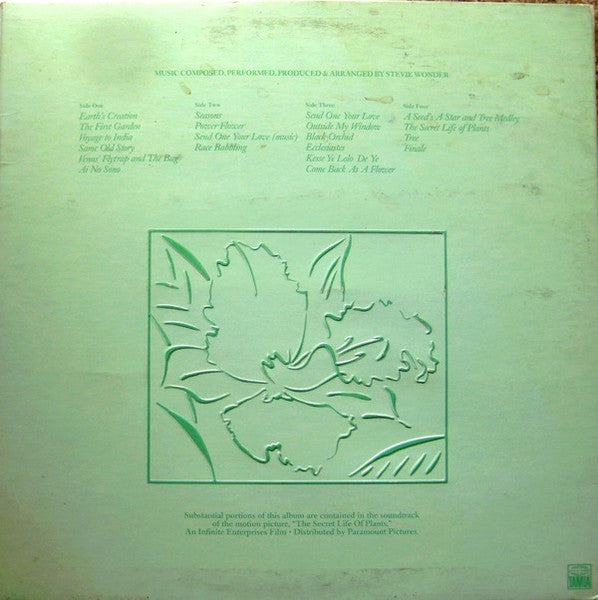 MUSIC COMPOSED, PERFORMED, PRODUCED & ARRANGED BY STEVIE WONDER
Side One
Earth's Creation
The First Garden
Voyage to India
Same Old Story
Venus' Flytrap and The Bug
Ai No Sono
Side Two
Seasons
Power Flower
Send One Your Love (music)
Race Babbling
Side Three
Send One Your Love
Outside My Window
Black Orchid
Ecclesiastes
Kesse Ye Lolo De Ye
Come Back As A Flower
Side Four
A Seed's A Star and Tree Medley
The Secret Life of Plants
Tree
Finale
Substantial portions of this album are contained in the soundtrack
of the motion picture, "The Secret Life Of Plants."
An Infinite Enterprises Film • Distributed by Paramount Pictures.
TAMLA